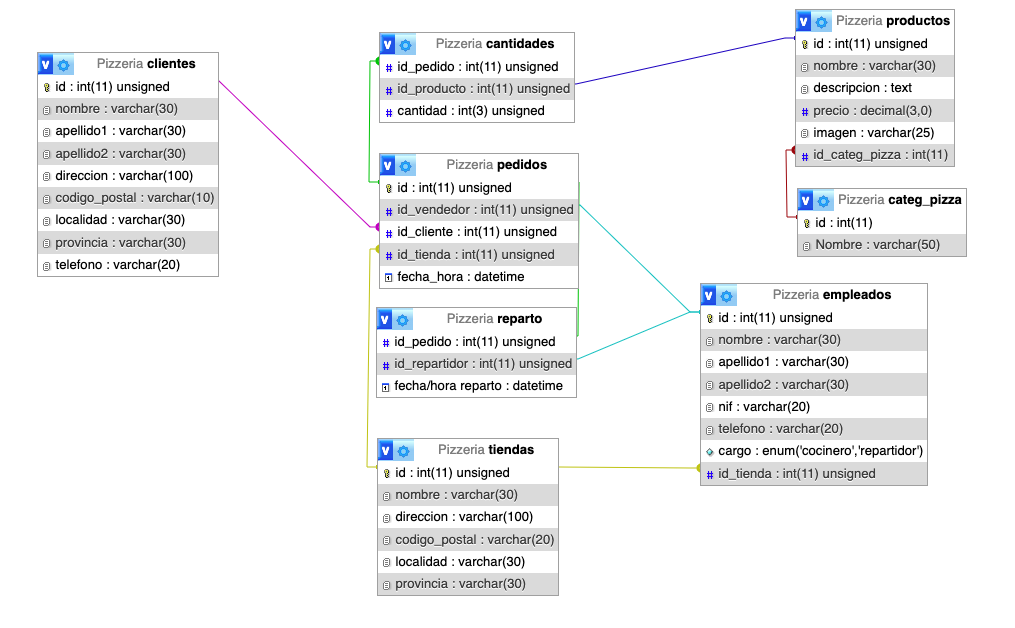 Pizzeria clientes
id : int(11) unsigned
nombre : varchar(30)
apellido1 : varchar(30)
apellido2 : varchar(30)
direccion : varchar(100)
codigo_postal : varchar(10)
localidad : varchar(30)
provincia : varchar(30)
telefono : varchar(20)
Pizzeria cantidades
id_pedido : int(11) unsigned
id_producto : int(11) unsigned
cantidad : int(3) unsigned
Pizzeria pedidos
id : int(11) unsigned
id_vendedor : int(11) unsigned
id_cliente : int(11) unsigned
id_tienda : int(11) unsigned
fecha_hora : datetime
Pizzeria reparto
id_pedido : int(11) unsigned
id_repartidor : int(11) unsigned
fecha/hora reparto : datetime
Pizzeria tiendas
id : int(11) unsigned
nombre : varchar(30)
direccion : varchar(100)
codigo_postal : varchar(20)
localidad : varchar(30)
provincia : varchar(30)
Pizzeria productos
id : int(11) unsigned
nombre : varchar(30)
descripcion : text
precio : decimal(3,0)
imagen : varchar(25)
id_categ_pizza : int(11)
Pizzeria categ_pizza
id : int(11)
Nombre : varchar(50)
Pizzeria empleados
id : int(11) unsigned
nombre : varchar(30)
apellido1 : varchar(30)
apellido2 : varchar(30)
nif : varchar(20)
telefono : varchar(20)
cargo : enum('cocinero','repartidor')
id_tienda : int(11) unsigned